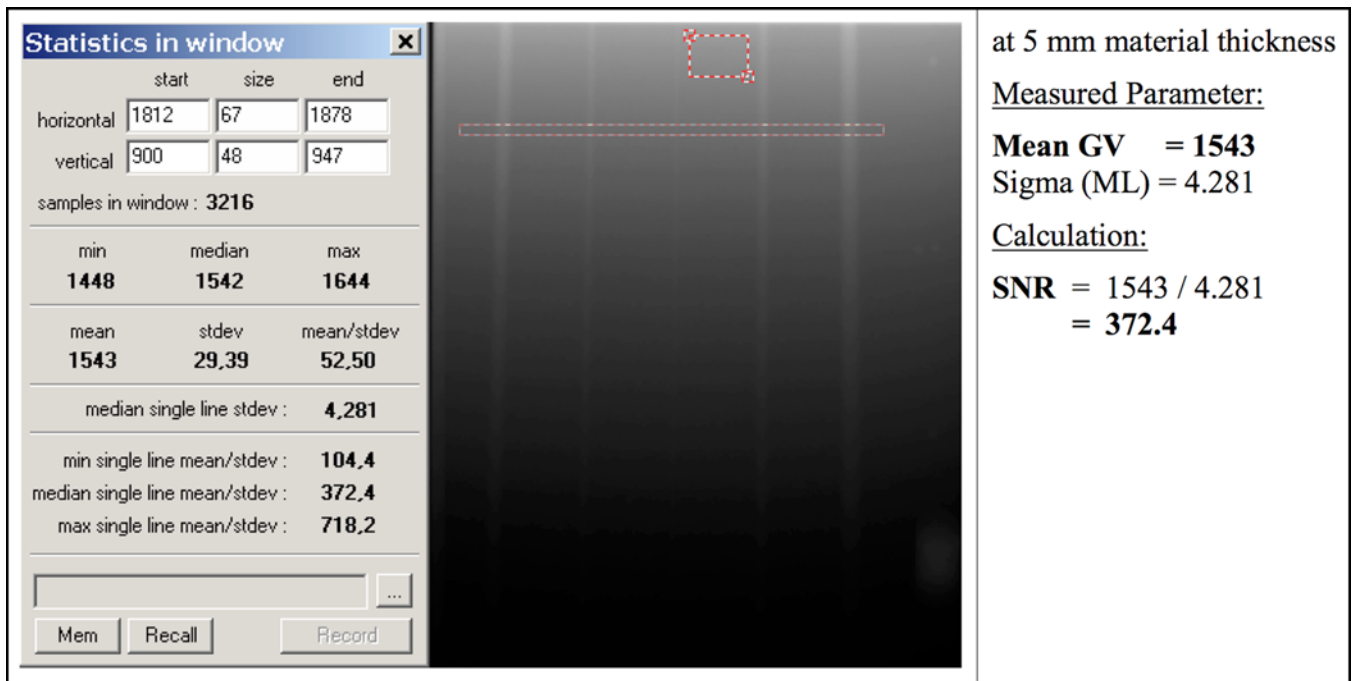 Statistics in window
start size end
horizontal 1812 67 1878
vertical 900 48 947
samples in window : 3216
min median max
1448 1542 1644
mean stdev mean/stdev
1543 29,39 52,50
median single line stdev : 4,281
min single line mean/stdev : 104,4
median single line mean/stdev : 372,4
max single line mean/stdev : 718,2
...
Mem Recall Record
at 5 mm material thickness
Measured Parameter:
Mean GV = 1543
Sigma (ML) = 4.281
Calculation:
SNR = 1543 / 4.281
= 372.4